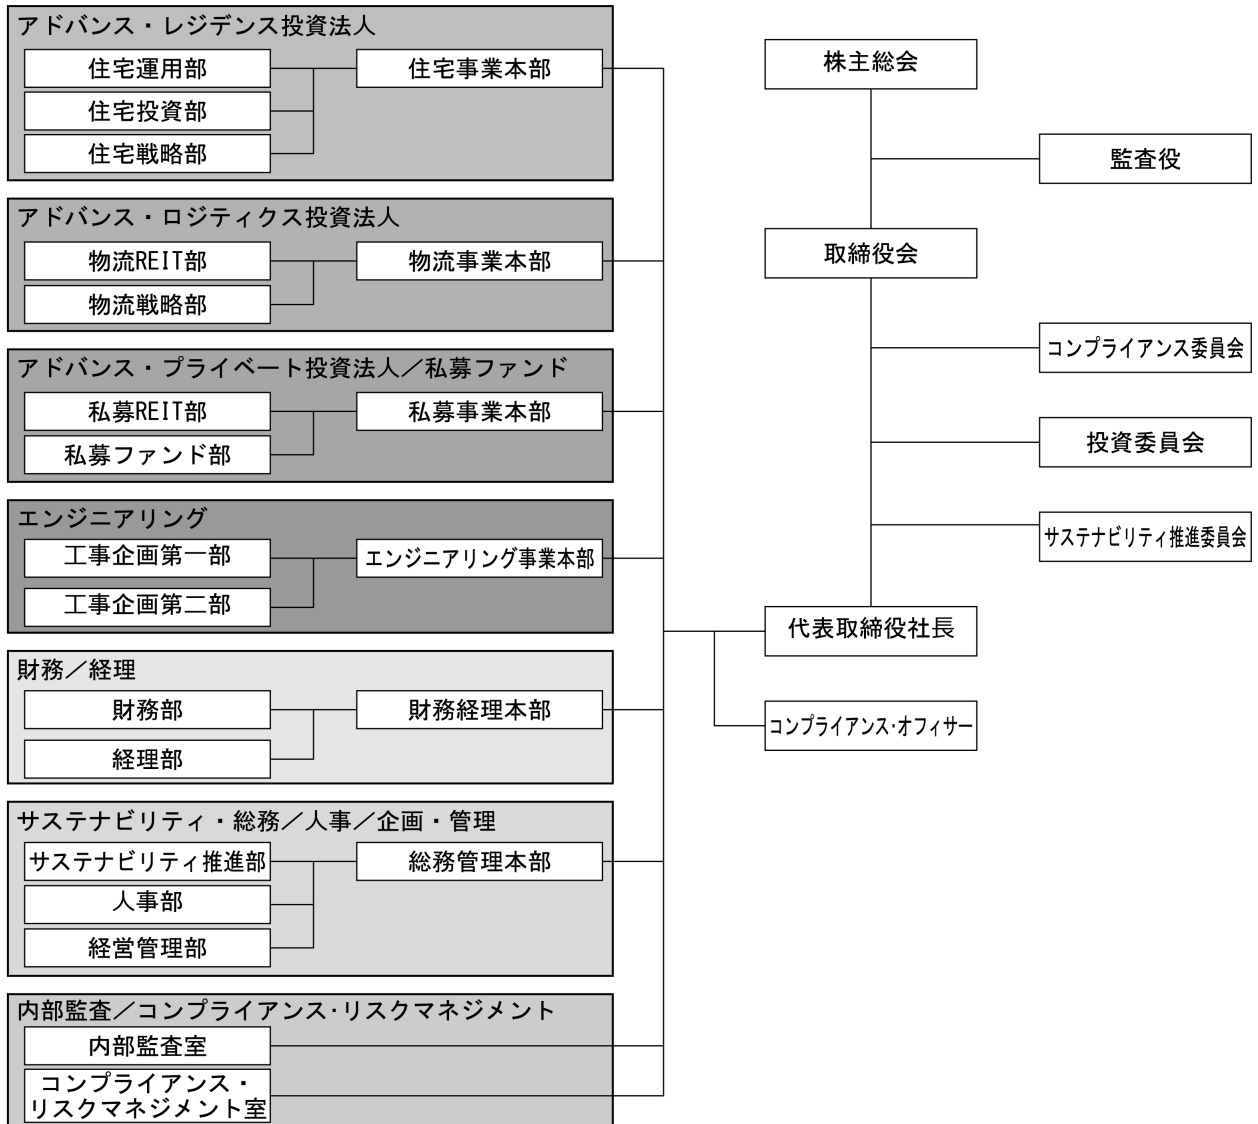 アドバンス・レジデンス投資法人
住宅運用部
住宅事業本部
住宅投資部
住宅戦略部
アドバンス・ロジティクス投資法人
物流REIT部
物流事業本部
物流戦略部
アドバンス・プライベート投資法人／私募ファンド
私募REIT部
私募事業本部
私募ファンド部
エンジニアリング
工事企画第一部
エンジニアリング事業本部
工事企画第二部
財務／経理
財務部
財務経理本部
経理部
サステナビリティ・総務／人事／企画・管理
サステナビリティ推進部
総務管理本部
人事部
経営管理部
内部監査／コンプライアンス・リスクマネジメント
内部監査室
コンプライアンス・
リスクマネジメント室
株主総会
監査役
取締役会
コンプライアンス委員会
投資委員会
サステナビリティ推進委員会
代表取締役社長
コンプライアンス・オフィサー